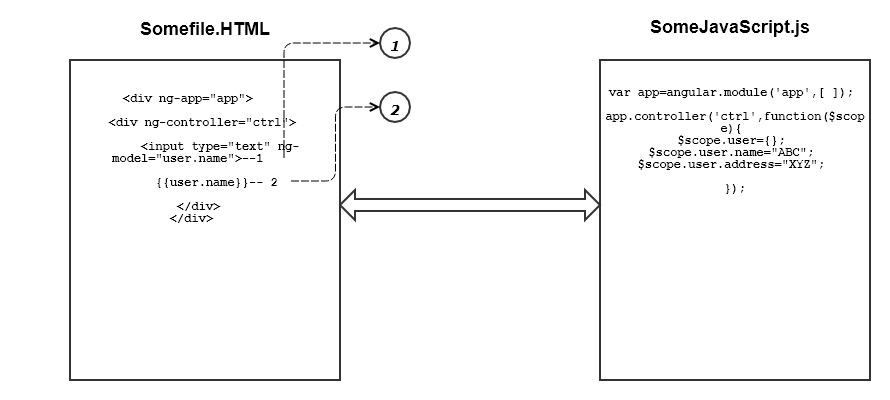 Somefile.HTML
1
<div ng-app="app">
2
<div ng-controller="ctrl">
<input type="text" ng-
model="user.name">--1
{{user.name}}-- 2
</div>
</div>
SomeJavaScript.js
var app=angular.module('app',[ ]);
app.controller('ctrl',function($scop
e){
$scope.user={};
$scope.user.name="ABC";
$scope.user.address="XYZ";
});